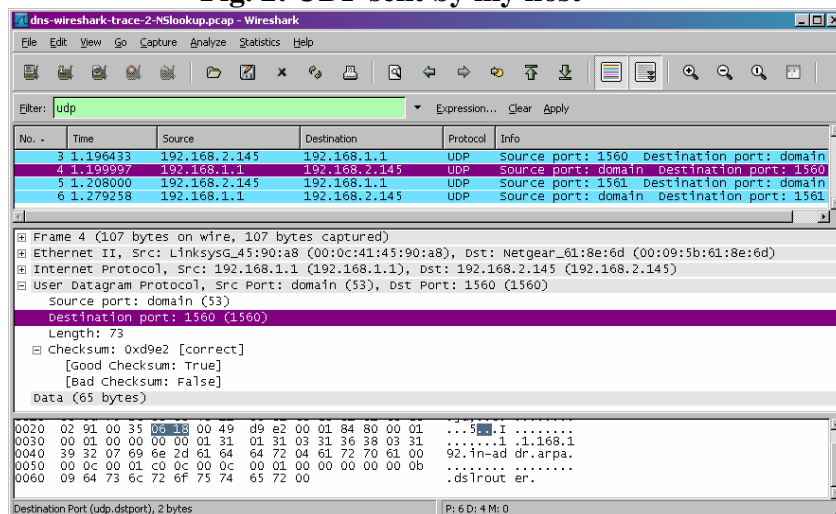 Fig. 2. UDP sent by my host
dns-wireshark-trace-2-NSlookup.pcap - Wireshark
File Edit View Go Capture Analyze Statistics Help
Filter: udp Expression... Clear Apply
No. . Time Source Destination Protocol Info
3 1.196433 192.168.2.145 192.168.1.1 UDP Source port: 1560 Destination port: domain
4 1.199997 192.168.1.1 192.168.2.145 UDP Source port: domain Destination port: 1560
5 1.208000 192.168.2.145 192.168.1.1 UDP Source port: 1561 Destination port: domain
6 1.279258 192.168.1.1 192.168.2.145 UDP Source port: domain Destination port: 1561
Frame 4 (107 bytes on wire, 107 bytes captured)
Ethernet II, Src: LinksysG_45:90:a8 (00:0c:41:45:90:a8), Dst: Netgear_61:8e:6d (00:09:5b:61:8e:6d)
Internet Protocol, Src: 192.168.1.1 (192.168.1.1), Dst: 192.168.2.145 (192.168.2.145)
User Datagram Protocol, Src Port: domain (53), Dst Port: 1560 (1560)
Source port: domain (53)
Destination port: 1560 (1560)
Length: 73
Checksum: 0xd9e2 [correct]
[Good Checksum: True]
[Bad Checksum: False]
Data (65 bytes)
0020 02 91 00 35 06 18 00 49 d9 e2 00 01 84 80 00 01 ...5...I ........
0030 00 01 00 00 00 00 01 31 01 31 03 31 36 38 03 31 .......1 .1.168.1
0040 39 32 07 69 6e 2d 61 64 64 72 04 61 72 70 61 00 92.in-ad dr.arpa.
0050 00 0c 00 01 c0 0c 00 0c 00 01 00 00 00 00 00 0b ........ ........
0060 09 64 73 6c 72 6f 75 74 65 72 00 .dslrout er.
Destination Port (udp.dstport), 2 bytes P: 6 D: 4 M: 0